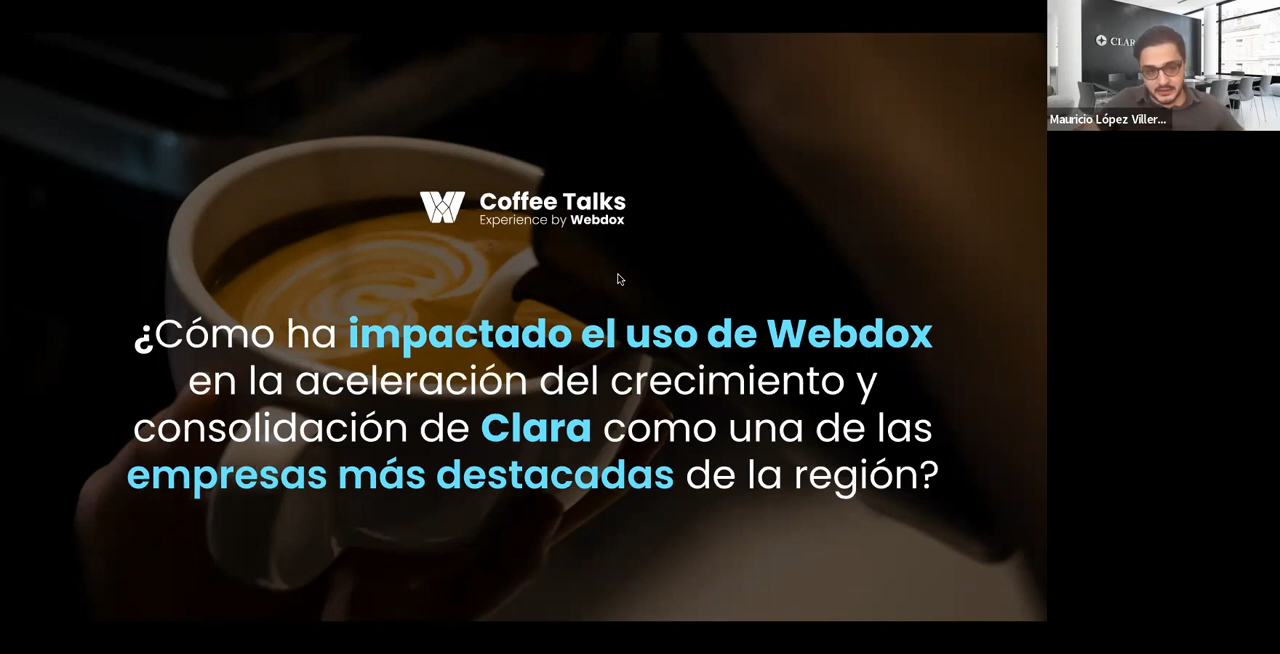 Coffee Talks
Experience by Webdox
¿Cómo ha impactado el uso de Webdox
en la aceleración del crecimiento y
consolidación de Clara como una de las
empresas más destacadas de la región?
CLAR
Mauricio López Viller...